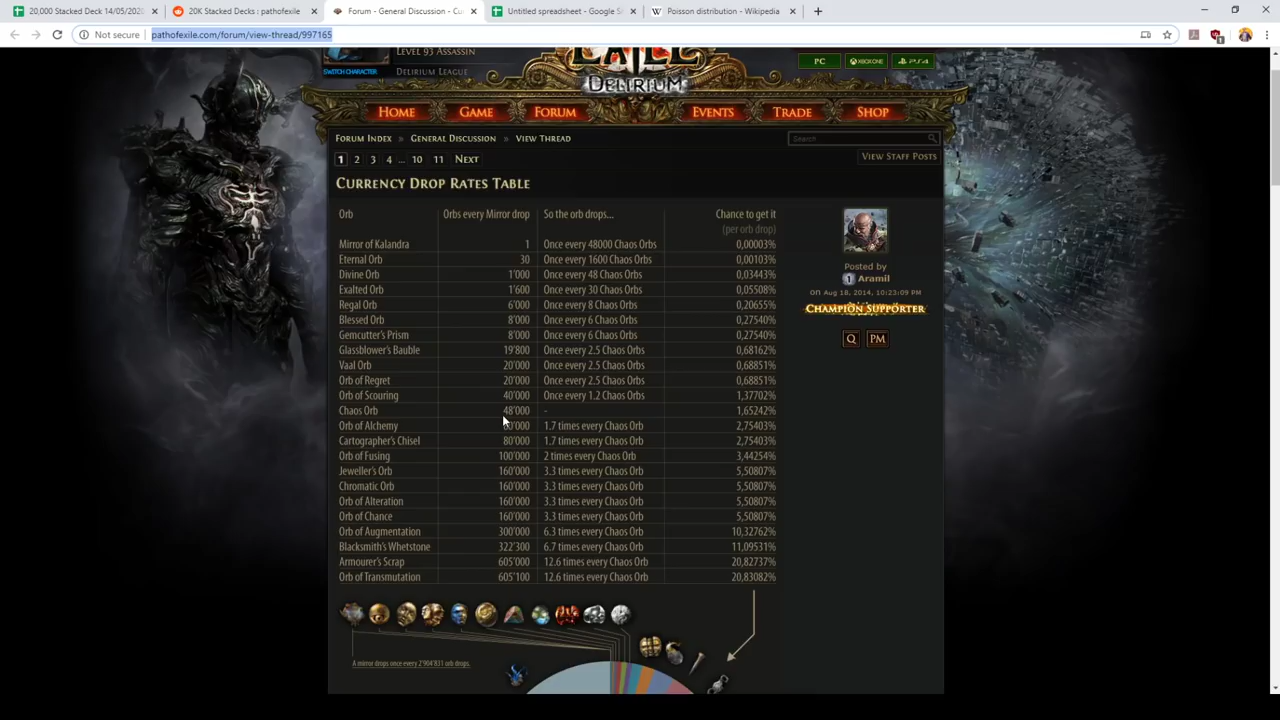 20,000 Stacked Deck 14/05/2020
20K Stacked Decks : pathofexile
Forum - General Discussion - Cu
Untitled spreadsheet - Google S
Poisson distribution - Wikipedia
Not secure
pathofexile.com/forum/view-thread/997165
LEVEL 93 ASSASSIN
DELIRIUM LEAGUE
SWITCH CHARACTER
DELIRIUM
PC
XBOX ONE
PS4
HOME
GAME
FORUM
EVENTS
TRADE
SHOP
FORUM INDEX » GENERAL DISCUSSION » VIEW THREAD
Search
1 2 3 4 ... 10 11 NEXT
VIEW STAFF POSTS
CURRENCY DROP RATES TABLE
Orb Orbs every Mirror drop So the orb drops... Chance to get it
(per orb drop)
Mirror of Kalandra 1 Once every 48000 Chaos Orbs 0,00003%
Eternal Orb 30 Once every 1600 Chaos Orbs 0,00103%
Divine Orb 1'000 Once every 48 Chaos Orbs 0,03443%
Exalted Orb 1'600 Once every 30 Chaos Orbs 0,05508%
Regal Orb 6'000 Once every 8 Chaos Orbs 0,20655%
Blessed Orb 8'000 Once every 6 Chaos Orbs 0,27540%
Gemcutter's Prism 8'000 Once every 6 Chaos Orbs 0,27540%
Glassblower's Bauble 19'800 Once every 2.5 Chaos Orbs 0,68162%
Vaal Orb 20'000 Once every 2.5 Chaos Orbs 0,68851%
Orb of Regret 20'000 Once every 2.5 Chaos Orbs 0,68851%
Orb of Scouring 40'000 Once every 1.2 Chaos Orbs 1,37702%
Chaos Orb 48'000 - 1,65242%
Orb of Alchemy 1.7 times every Chaos Orb 2,75403%
Cartographer's Chisel 80'000 1.7 times every Chaos Orb 2,75403%
Orb of Fusing 100'000 2 times every Chaos Orb 3,44254%
Jeweller's Orb 160'000 3.3 times every Chaos Orb 5,50807%
Chromatic Orb 160'000 3.3 times every Chaos Orb 5,50807%
Orb of Alteration 160'000 3.3 times every Chaos Orb 5,50807%
Orb of Chance 160'000 3.3 times every Chaos Orb 5,50807%
Orb of Augmentation 300'000 6.3 times every Chaos Orb 10,32762%
Blacksmith's Whetstone 322'300 6.7 times every Chaos Orb 11,09531%
Armourer's Scrap 605'000 12.6 times every Chaos Orb 20,82737%
Orb of Transmutation 605'100 12.6 times every Chaos Orb 20,83082%
A mirror drops once every 2'904'831 orb drops.
Posted by
1 Aramil
on Aug 18, 2014, 10:23:09 PM
CHAMPION SUPPORTER
Q PM